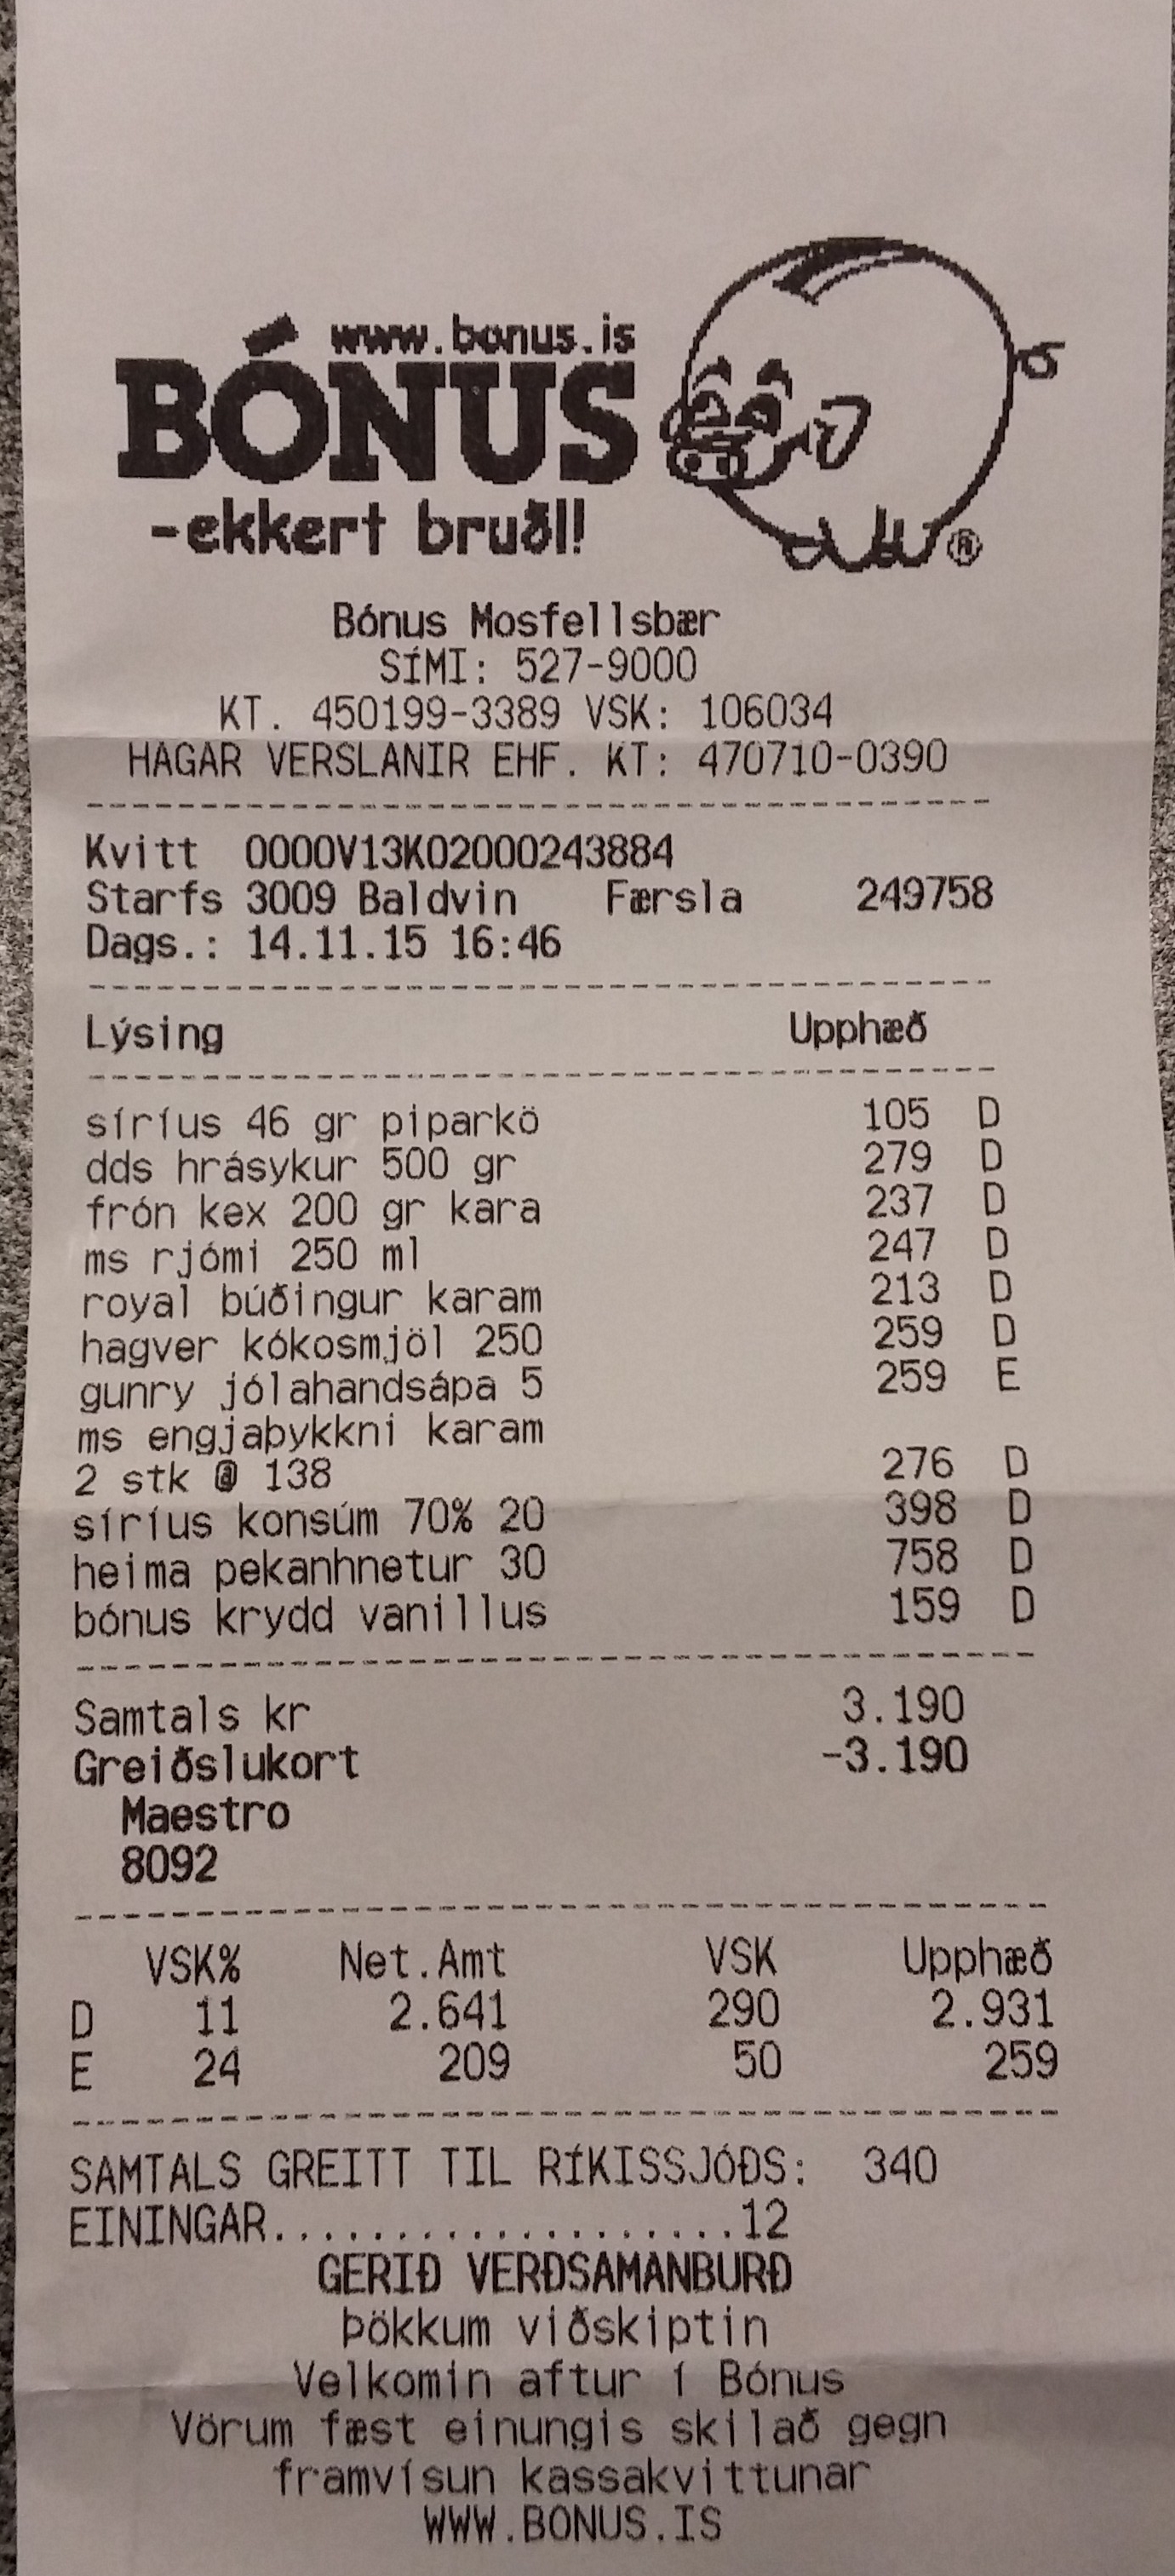 www.bonus.is
BÓNUS
-ekkert bruðl!
®
Bónus Mosfellsbær
SÍMI: 527-9000
KT. 450199-3389 VSK: 106034
HAGAR VERSLANIR EHF. KT: 470710-0390
Kvitt 0000V13K02000243884
Starfs 3009 Baldvin Færsla 249758
Dags.: 14.11.15 16:46
Lýsing Upphæð
síríus 46 gr piparkö 105 D
dds hrásykur 500 gr 279 D
frón kex 200 gr kara 237 D
ms rjómi 250 ml 247 D
royal búðingur karam 213 D
hagver kókosmjöl 250 259 D
gunry jólahandsápa 5 259 E
ms engjaþykkni karam
2 stk @ 138 276 D
síríus konsúm 70% 20 398 D
heima pekanhnetur 30 758 D
bónus krydd vanillus 159 D
Samtals kr 3.190
Greiðslukort -3.190
Maestro
8092
VSK% Net.Amt VSK Upphæð
D 11 2.641 290 2.931
E 24 209 50 259
SAMTALS GREITT TIL RÍKISSJÓÐS: 340
EININGAR....................12
GERIÐ VERÐSAMANBURÐ
Þökkum viðskiptin
Velkomin aftur í Bónus
Vörum fæst einungis skilað gegn
framvísun kassakvittunar
WWW.BONUS.IS